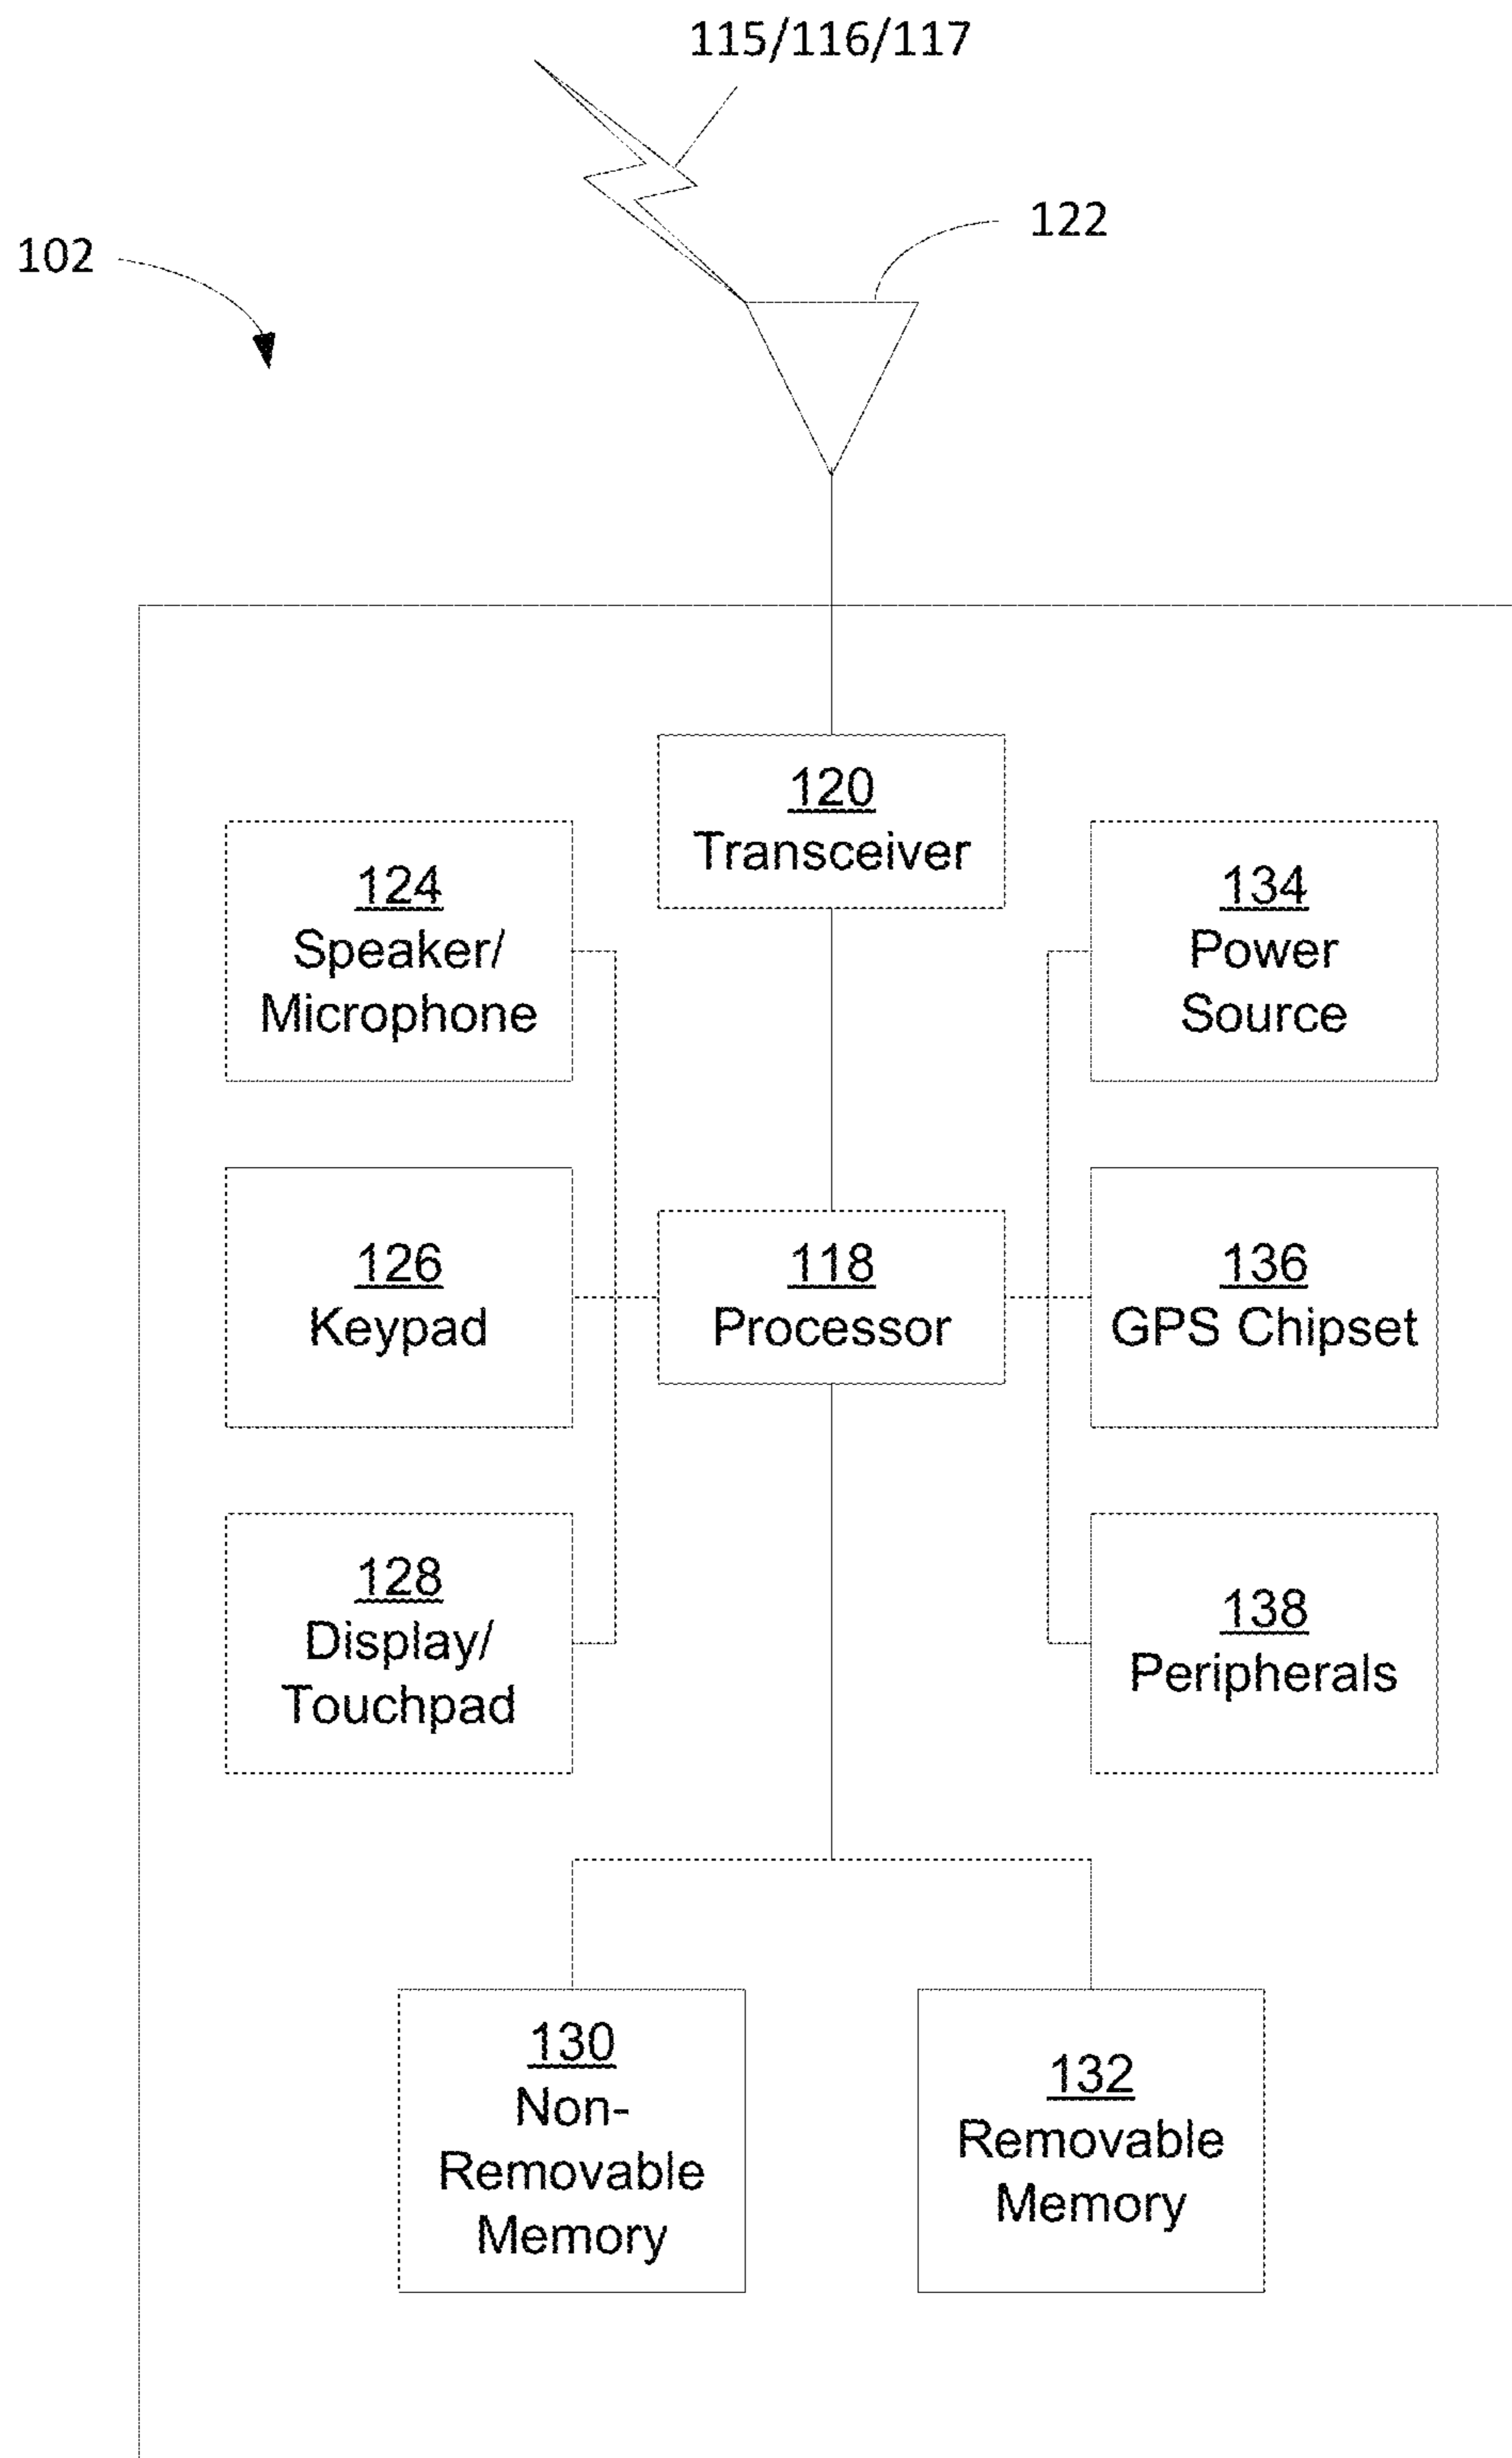 115/116/117
122
102
120
Transceiver
124
Speaker/
Microphone
134
Power
Source
126
Keypad
118
Processor
136
GPS Chipset
128
Display/
Touchpad
138
Peripherals
130
Non-
Removable
Memory
132
Removable
Memory